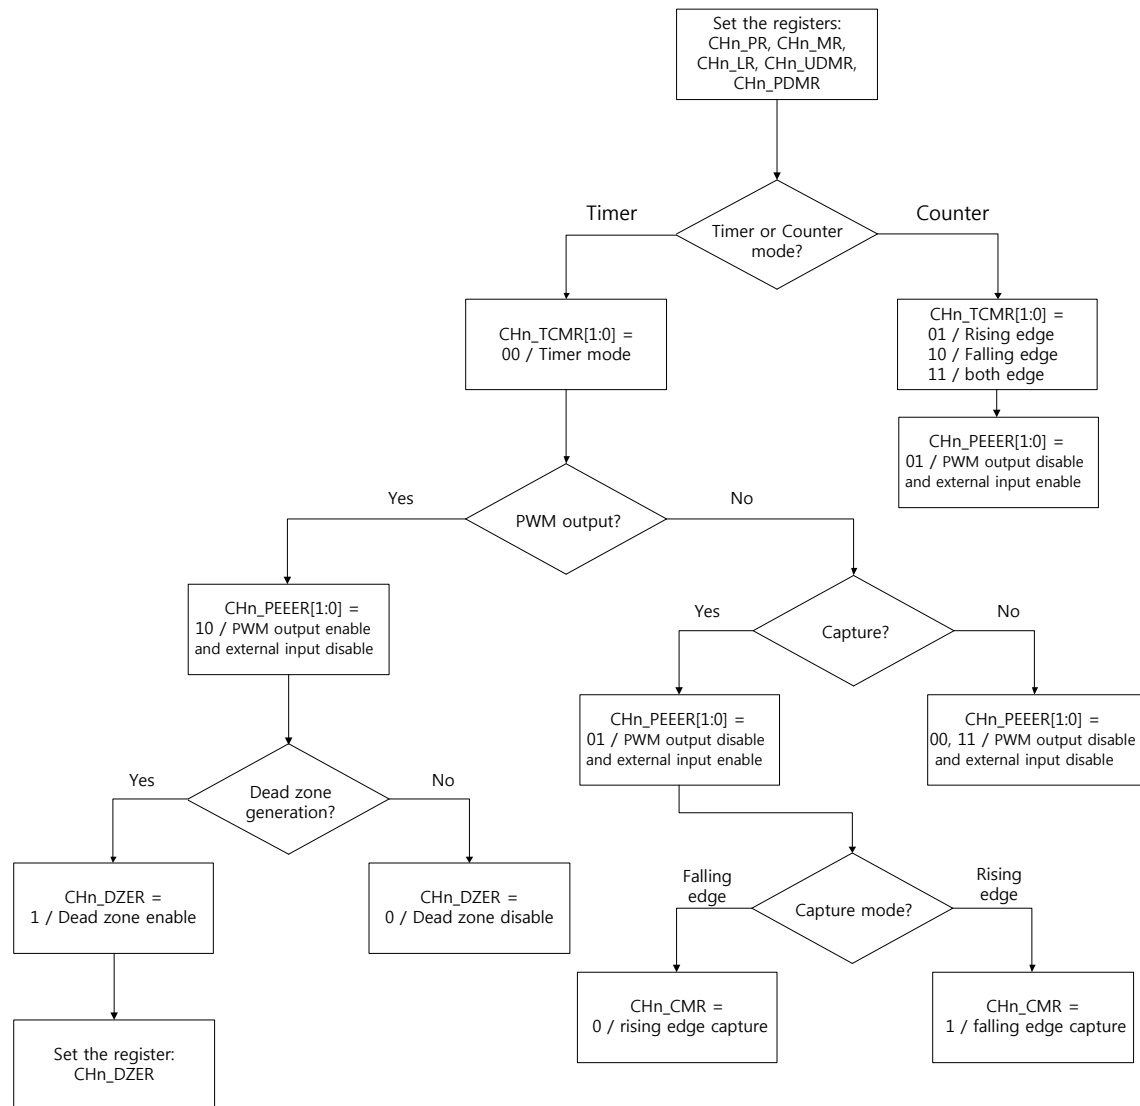 Set the registers:
CHn_PR, CHn_MR,
CHn_LR, CHn_UDMR,
CHn_PDMR
Timer
Counter
Timer or Counter
mode?
CHn_TCMR[1:0] =
00 / Timer mode
CHn_TCMR[1:0] =
01 / Rising edge
10 / Falling edge
11 / both edge
CHn_PEEER[1:0] =
01 / PWM output disable
and external input enable
Yes
No
PWM output?
CHn_PEEER[1:0] =
10 / PWM output enable
and external input disable
Yes
No
Capture?
CHn_PEEER[1:0] =
01 / PWM output disable
and external input enable
CHn_PEEER[1:0] =
00, 11 / PWM output disable
and external input disable
Yes
No
Dead zone
generation?
CHn_DZER =
1 / Dead zone enable
CHn_DZER =
0 / Dead zone disable
Falling
edge
Rising
edge
Capture mode?
CHn_CMR =
0 / rising edge capture
CHn_CMR =
1 / falling edge capture
Set the register:
CHn_DZER